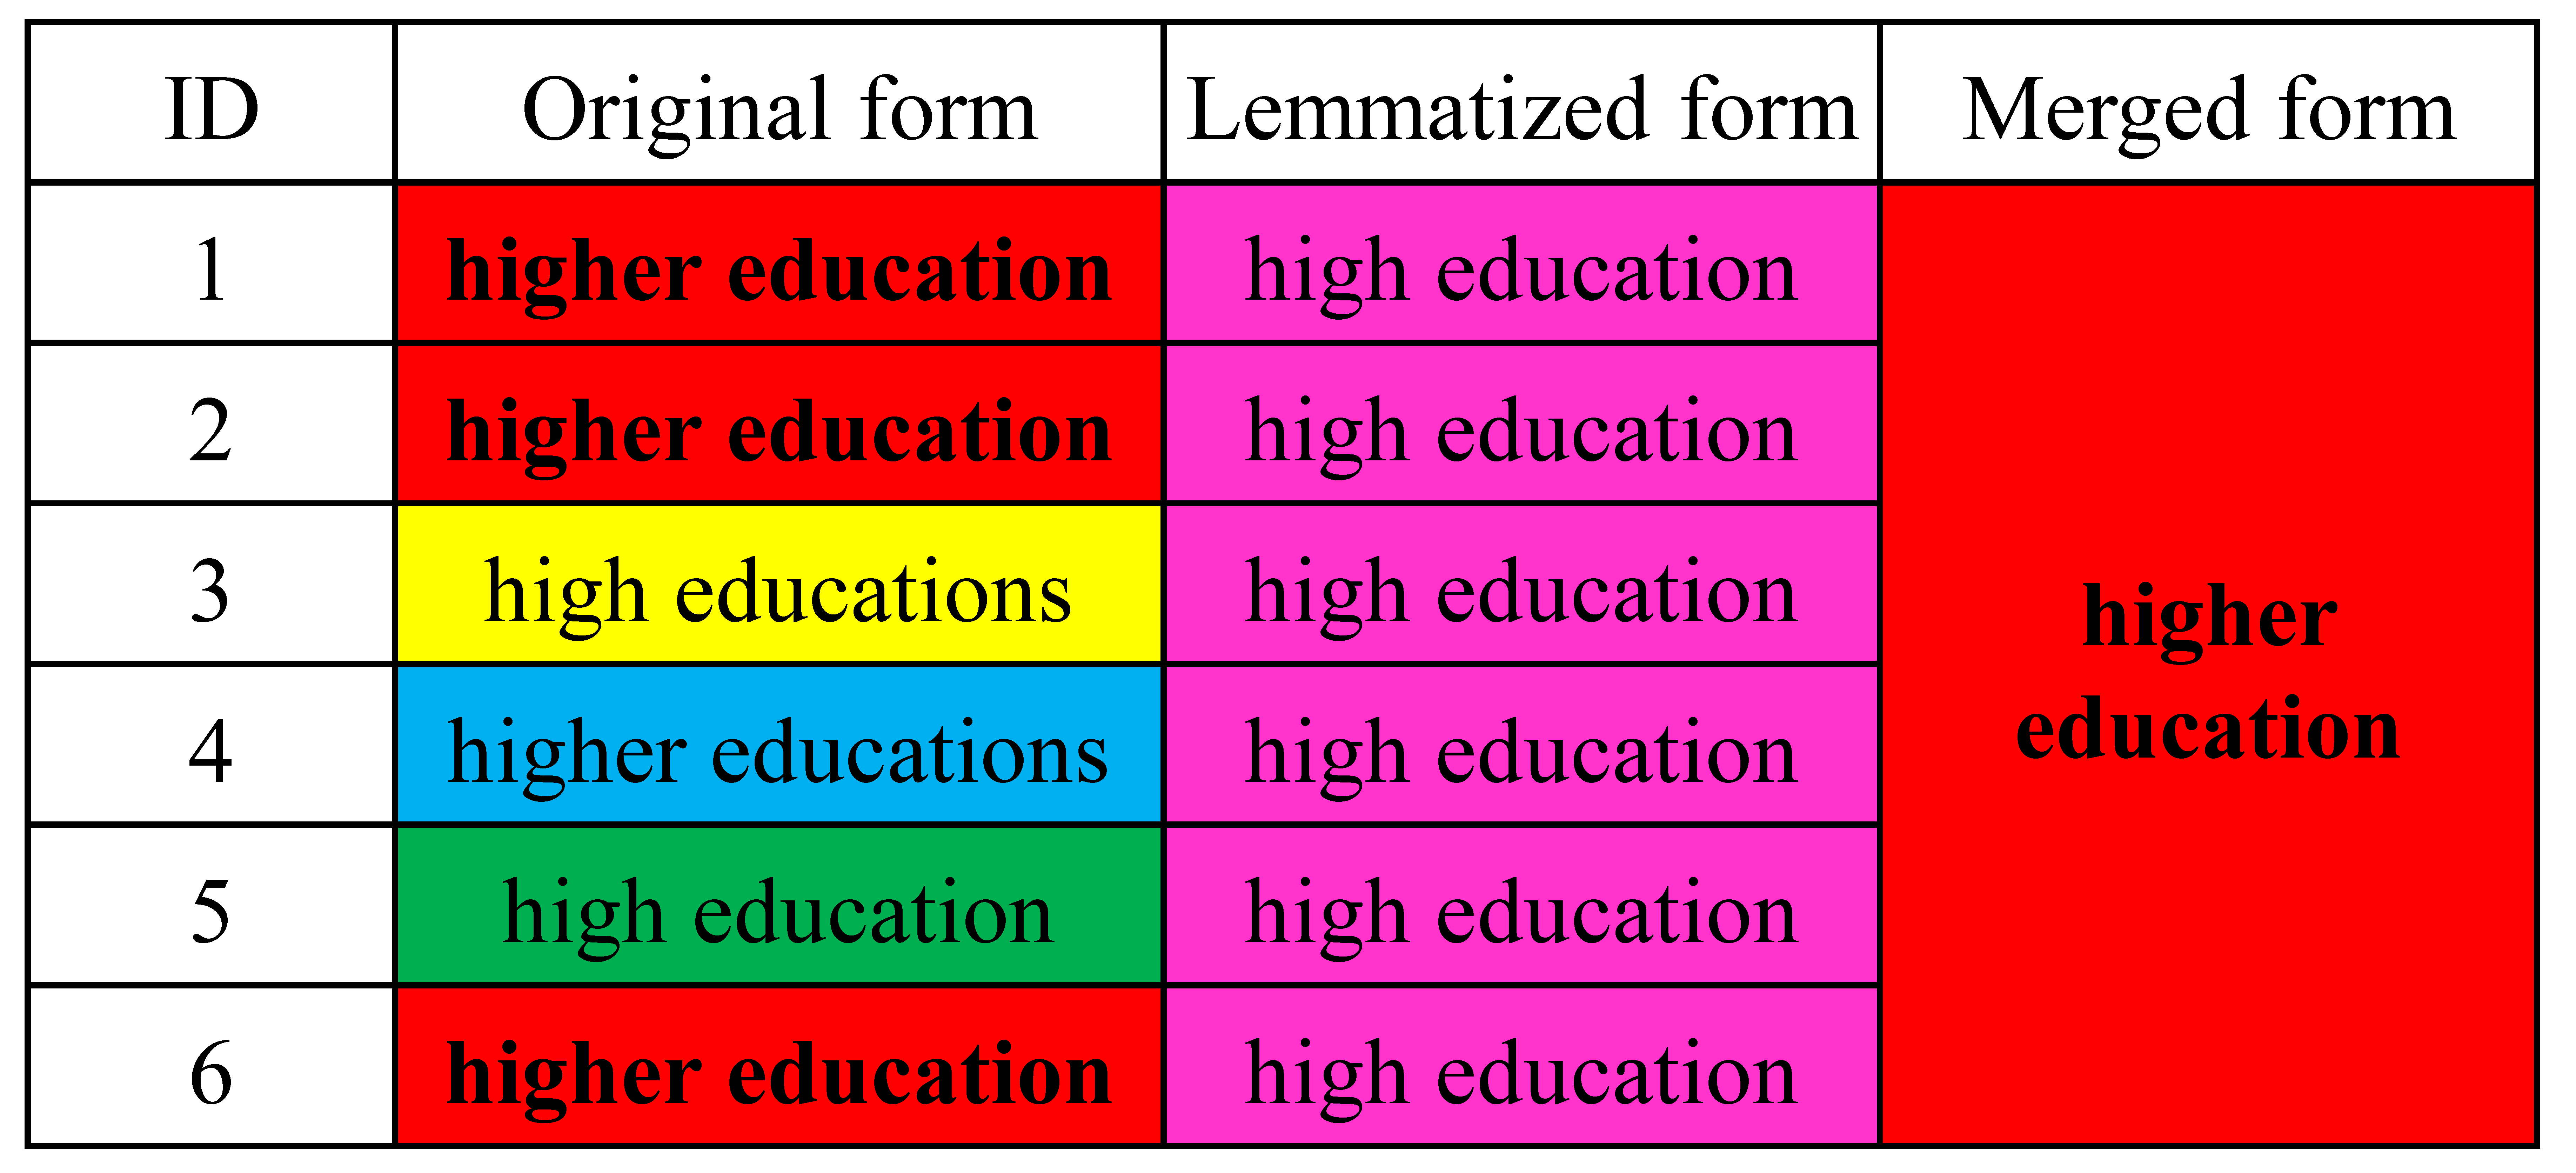 ID Original form Lemmatized form Merged form
1 higher education high education
2 higher education high education
3 high educations high education
4 higher educations high education
5 high education high education
6 higher education high education
higher
education